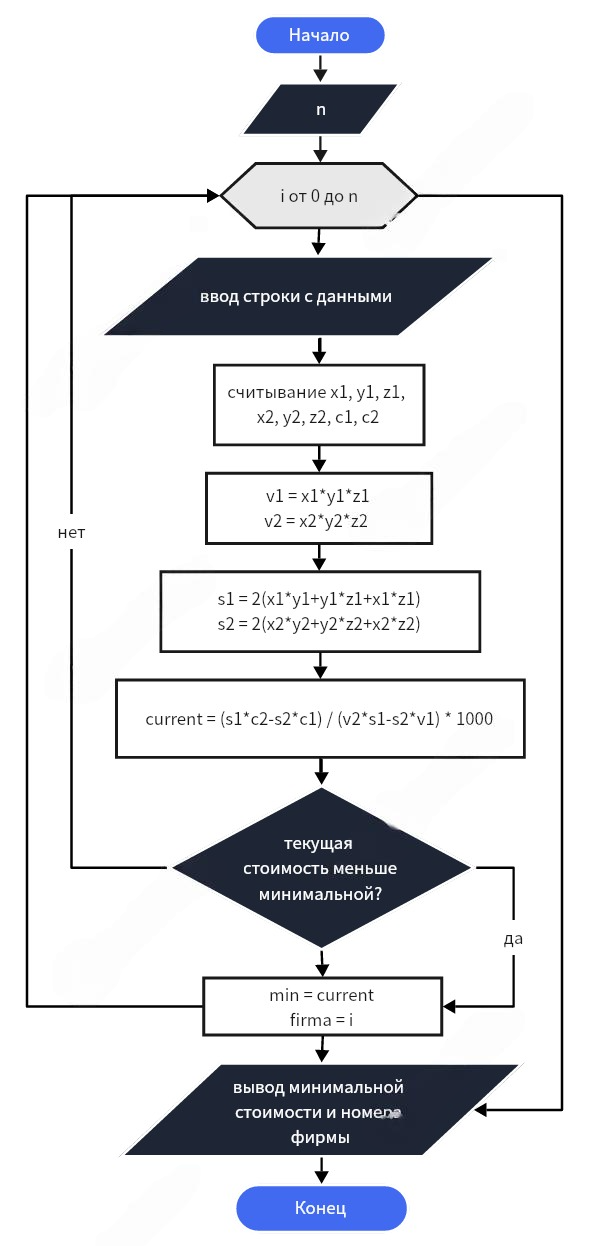 Начало
n
i от 0 до n
ввод строки с данными
считывание x1, y1, z1,
x2, y2, z2, c1, c2
v1 = x1*y1*z1
v2 = x2*y2*z2
нет
s1 = 2(x1*y1+y1*z1+x1*z1)
s2 = 2(x2*y2+y2*z2+x2*z2)
current = (s1*c2-s2*c1) / (v2*s1-s2*v1) * 1000
текущая
стоимость меньше
минимальной?
да
min = current
firma = i
вывод минимальной
стоимости и номера
фирмы
Конец